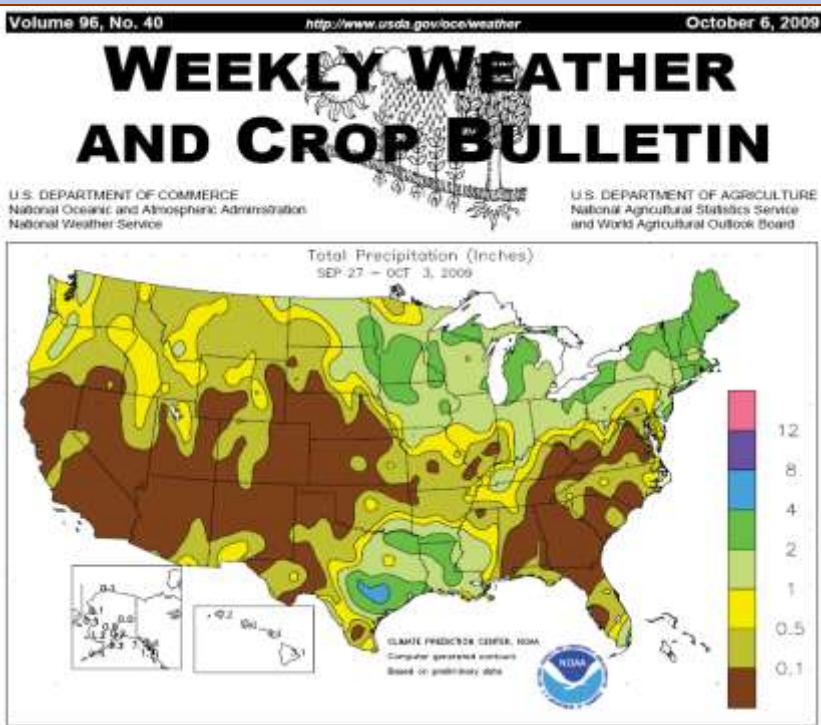 Volume 96, No. 40 http://www.usda.gov/oce/weather October 6, 2009
WEEKLY WEATHER
AND CROP BULLETIN
U.S. DEPARTMENT OF COMMERCE
National Oceanic and Atmospheric Administration
National Weather Service
U.S. DEPARTMENT OF AGRICULTURE
National Agricultural Statistics Service
and World Agricultural Outlook Board
Total Precipitation (Inches)
SEP 27 - OCT 3, 2009
12
8
4
2
1
0.5
0.1
CLIMATE PREDICTION CENTER, NOAA
Computer generated contours
Based on preliminary data
NOAA